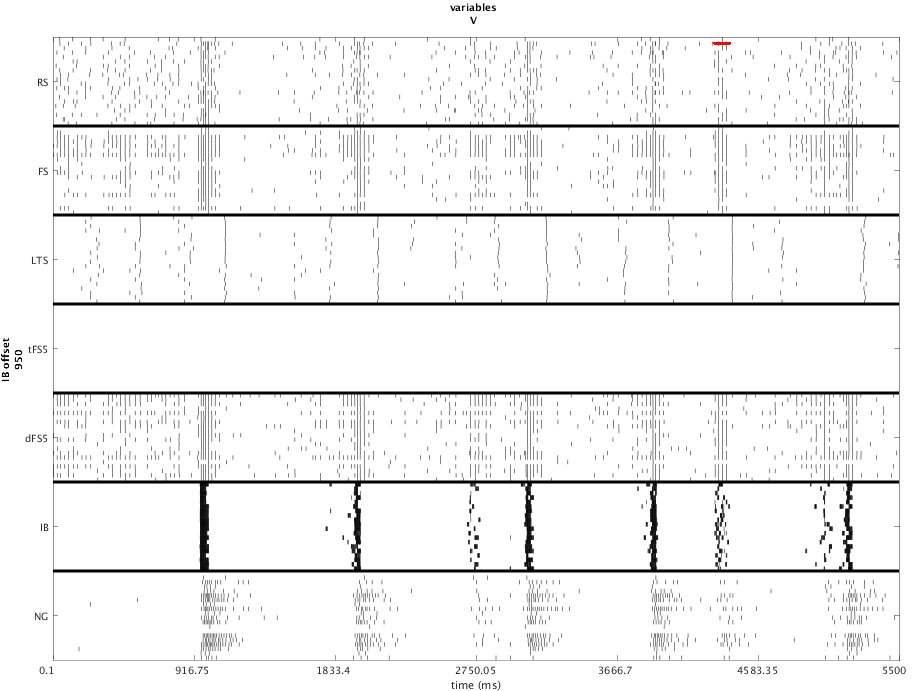 variables
V
RS
FS
LTS
tFS5
dFS5
IB
NG
IB offset
950
0.1 916.75 1833.4 2750.05 3666.7 4583.35 5500
time (ms)